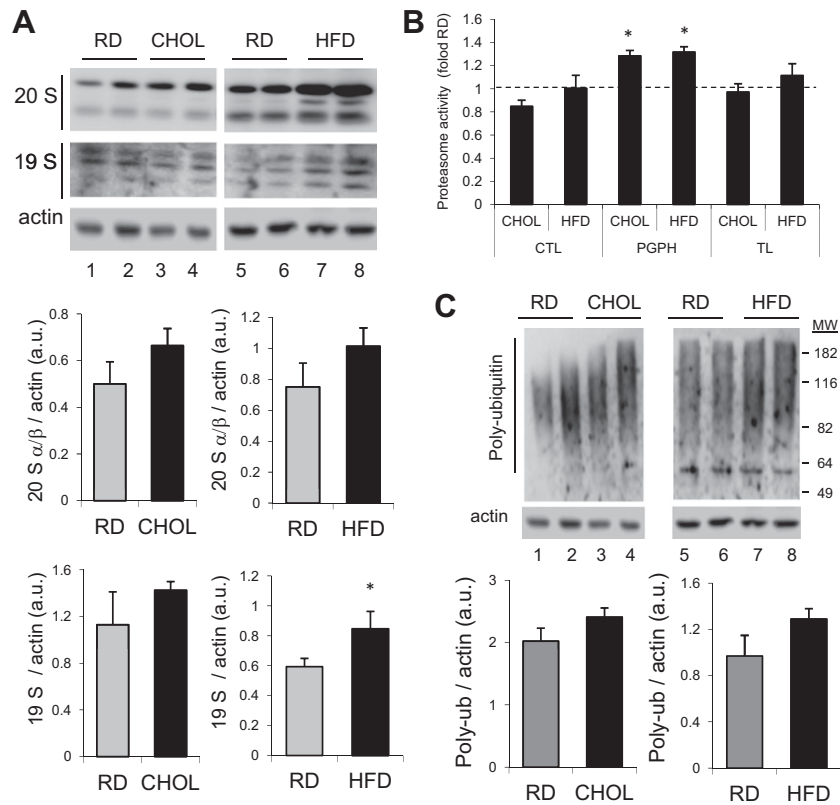 A
RD CHOL RD HFD
20 S
19 S
actin
1 2 3 4 5 6 7 8
20 S α/β / actin (a.u.)
0.8
0.6
0.4
0.2
0
RD CHOL
20 S α/β / actin (a.u.)
1.2
1
0.8
0.6
0.4
0.2
0
RD HFD
19 S / actin (a.u.)
1.6
1.2
0.8
0.4
0
RD CHOL
19 S / actin (a.u.)
1.2
1
0.8
0.6
0.4
0.2
0
*
RD HFD
B
Proteasome activity (folod RD)
1.6
1.4
1.2
1
0.8
0.6
0.4
0.2
0
* *
CHOL HFD CHOL HFD CHOL HFD
CTL PGPH TL
C
RD CHOL RD HFD
MW
Poly-ubiquitin
182
116
82
64
49
actin
1 2 3 4 5 6 7 8
Poly-ub / actin (a.u.)
3
2
1
0
RD CHOL
Poly-ub / actin (a.u.)
1.6
1.2
0.8
0.4
0
RD HFD